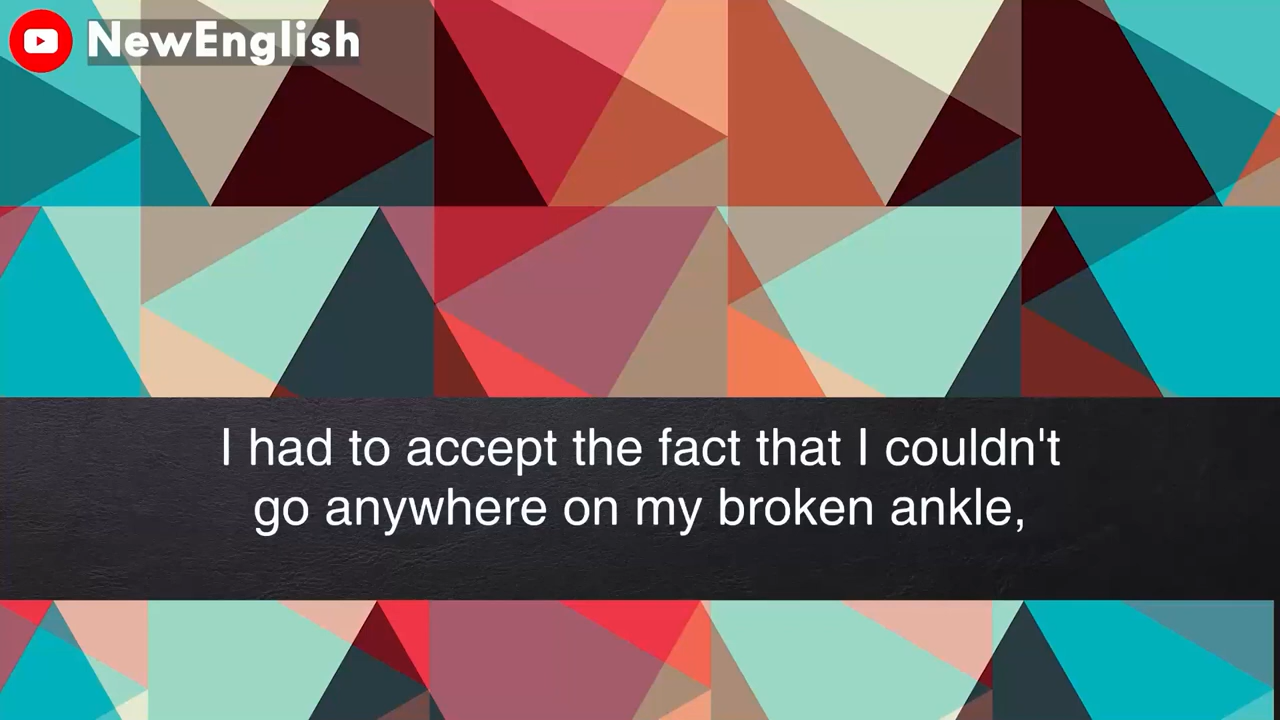 NewEnglish
I had to accept the fact that I couldn't
go anywhere on my broken ankle,